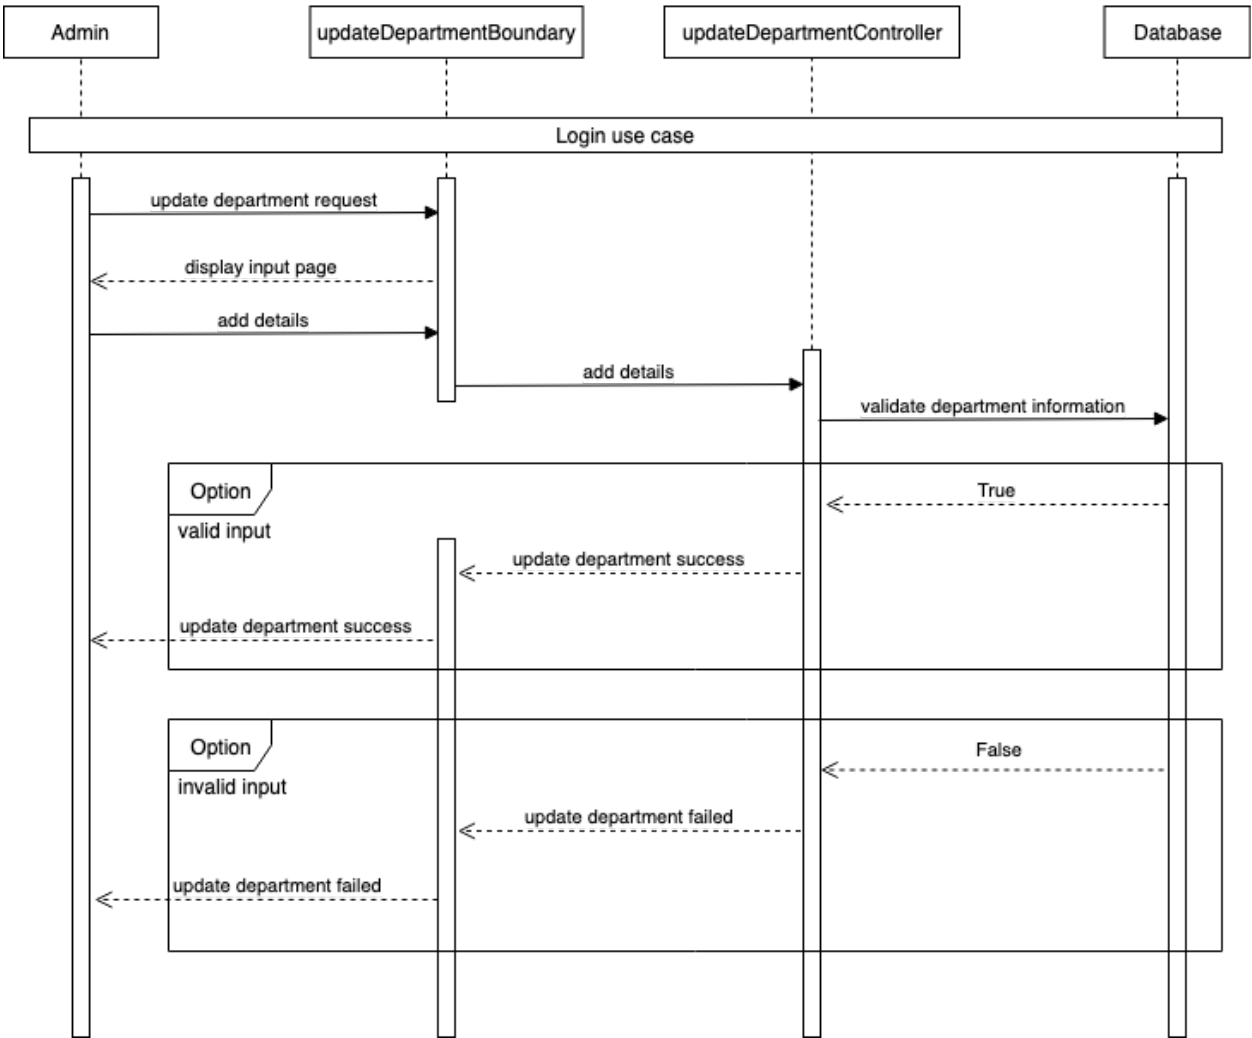 Admin
updateDepartmentBoundary
updateDepartmentController
Database
Login use case
update department request
display input page
add details
add details
validate department information
Option
True
valid input
update department success
update department success
Option
False
invalid input
update department failed
update department failed